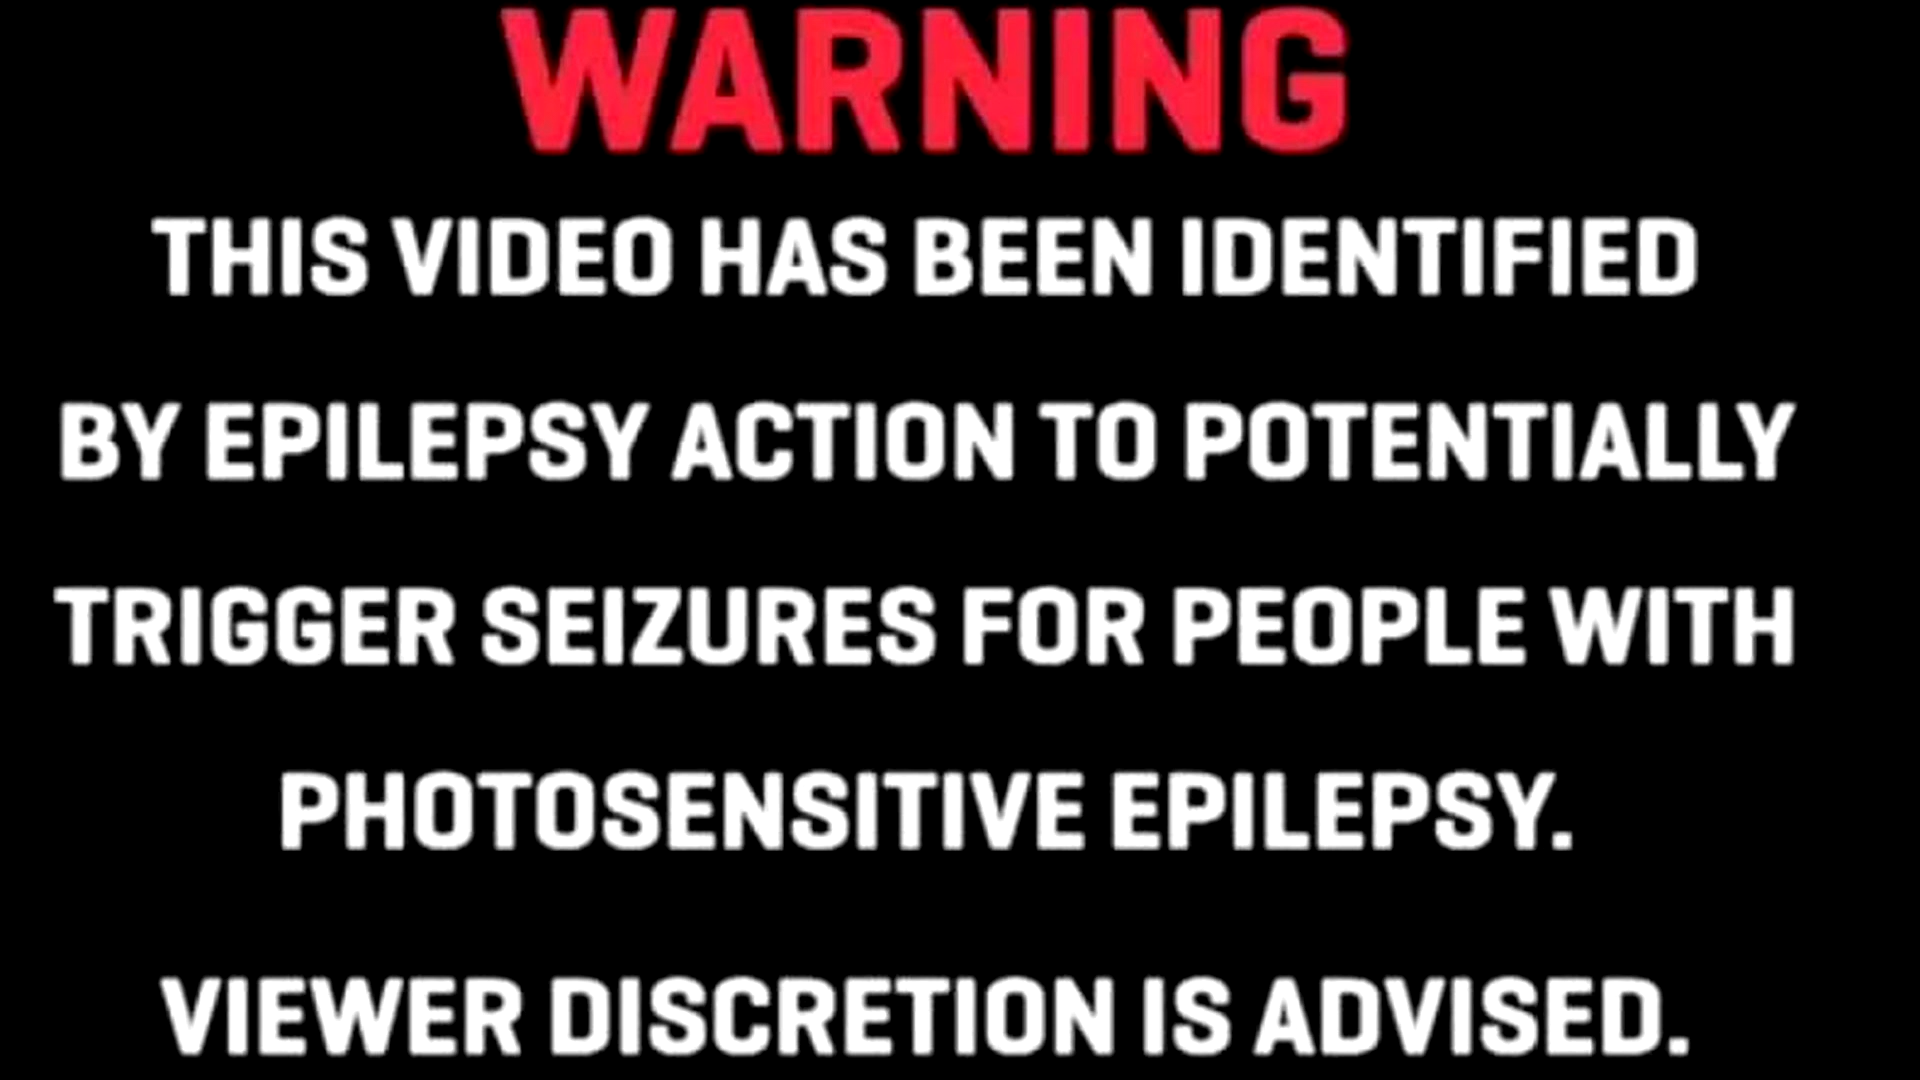 WARNING
THIS VIDEO HAS BEEN IDENTIFIED
BY EPILEPSY ACTION TO POTENTIALLY
TRIGGER SEIZURES FOR PEOPLE WITH
PHOTOSENSITIVE EPILEPSY.
VIEWER DISCRETION IS ADVISED.